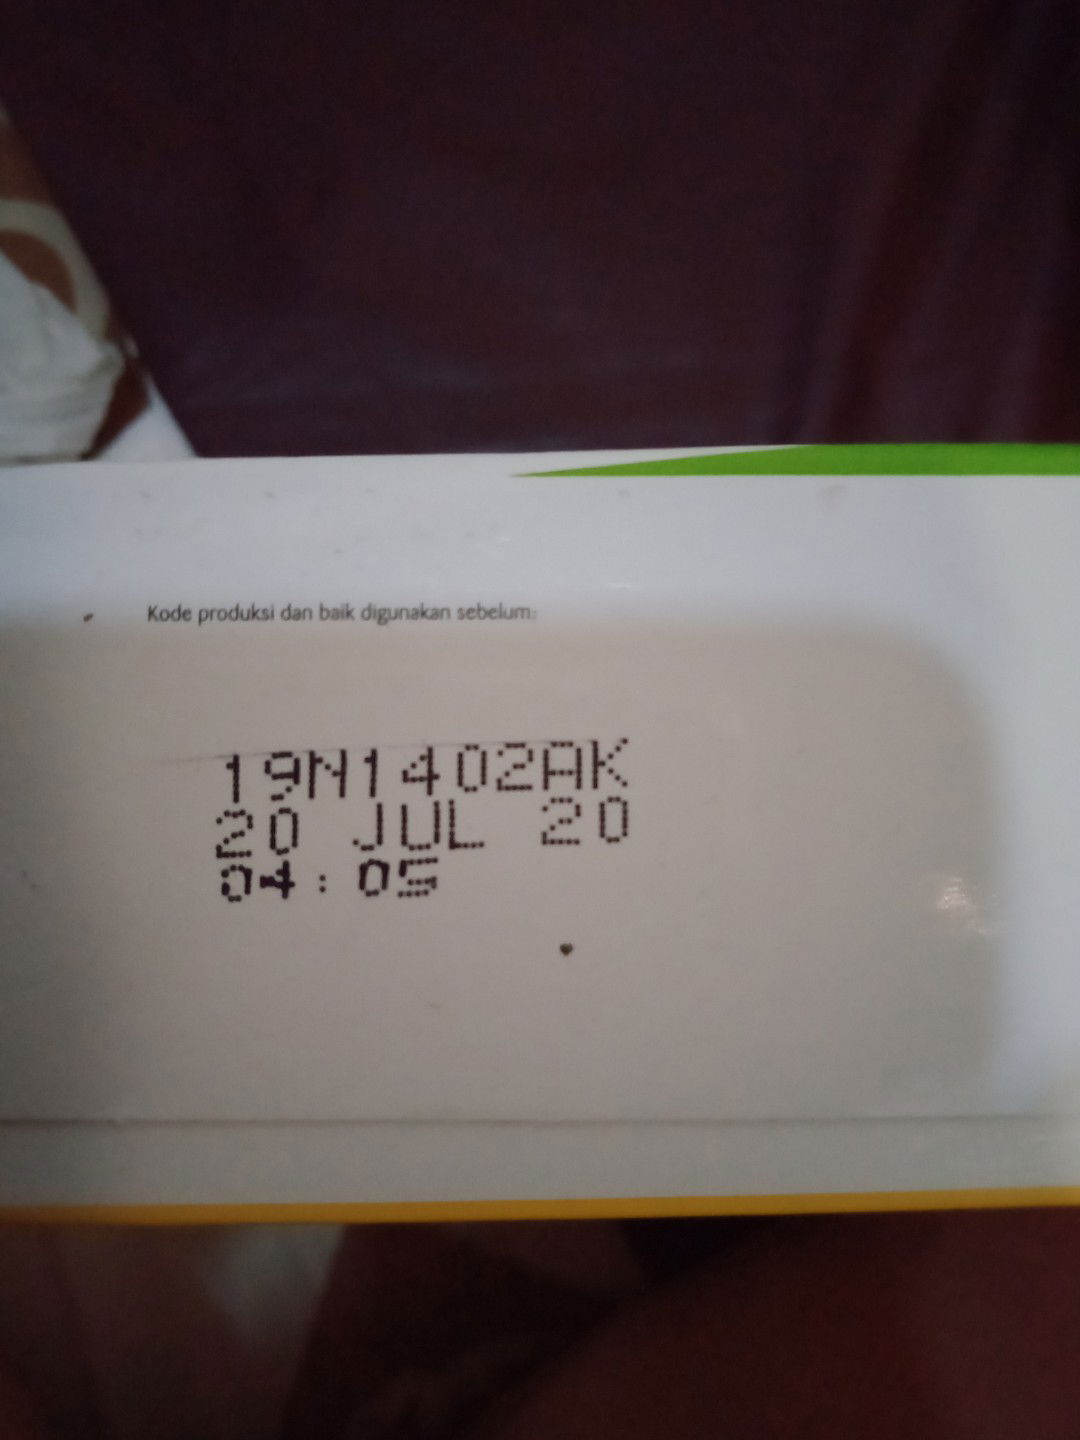 Kode produksi dan baik digunakan sebelum:
19N1402AK
20 JUL 20
04:05